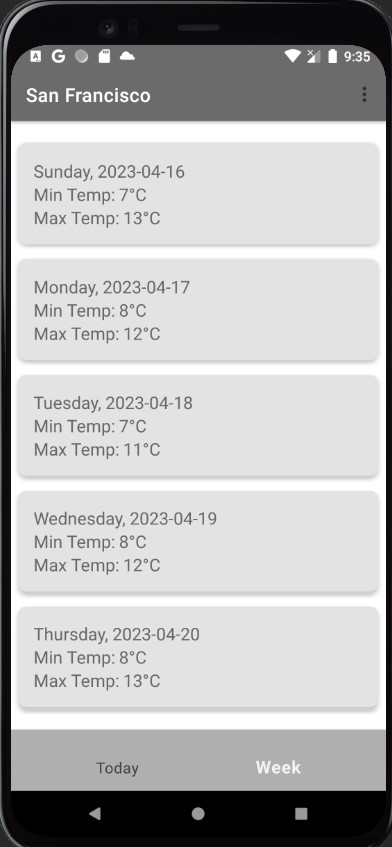 9:35
San Francisco
Sunday, 2023-04-16
Min Temp: 7°C
Max Temp: 13°C
Monday, 2023-04-17
Min Temp: 8°C
Max Temp: 12°C
Tuesday, 2023-04-18
Min Temp: 7°C
Max Temp: 11°C
Wednesday, 2023-04-19
Min Temp: 8°C
Max Temp: 12°C
Thursday, 2023-04-20
Min Temp: 8°C
Max Temp: 13°C
Today Week